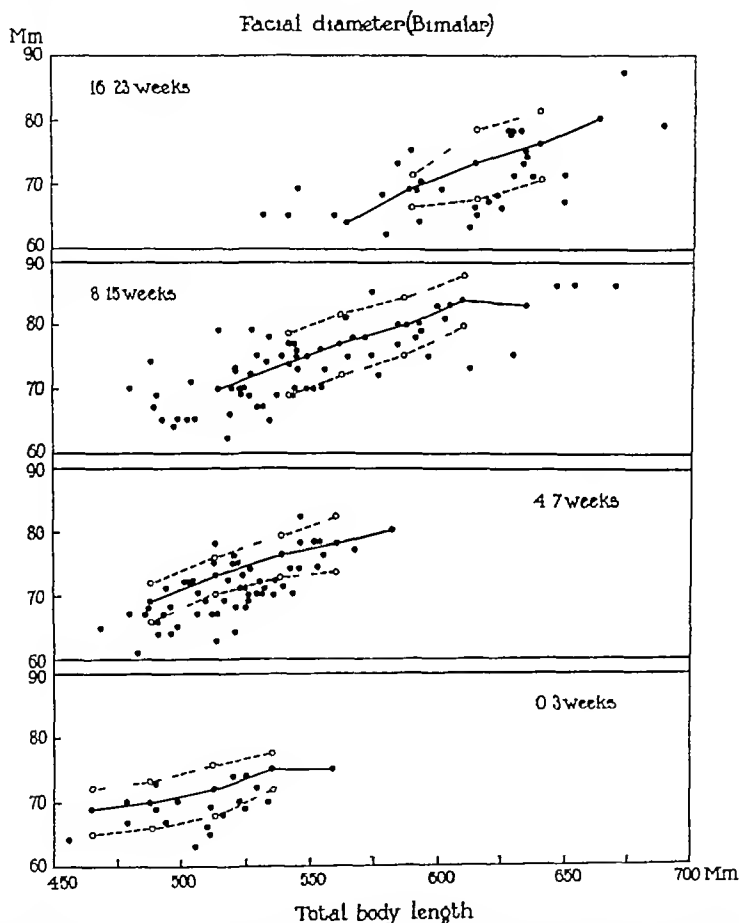 Facial diameter (Bimalar)
Mm
90
16 23 weeks
80
70
60
90
8 15 weeks
80
70
60
90
4 7 weeks
80
70
60
90
0 3 weeks
80
70
60
450 500 550 600 650 700 Mm
Total body length